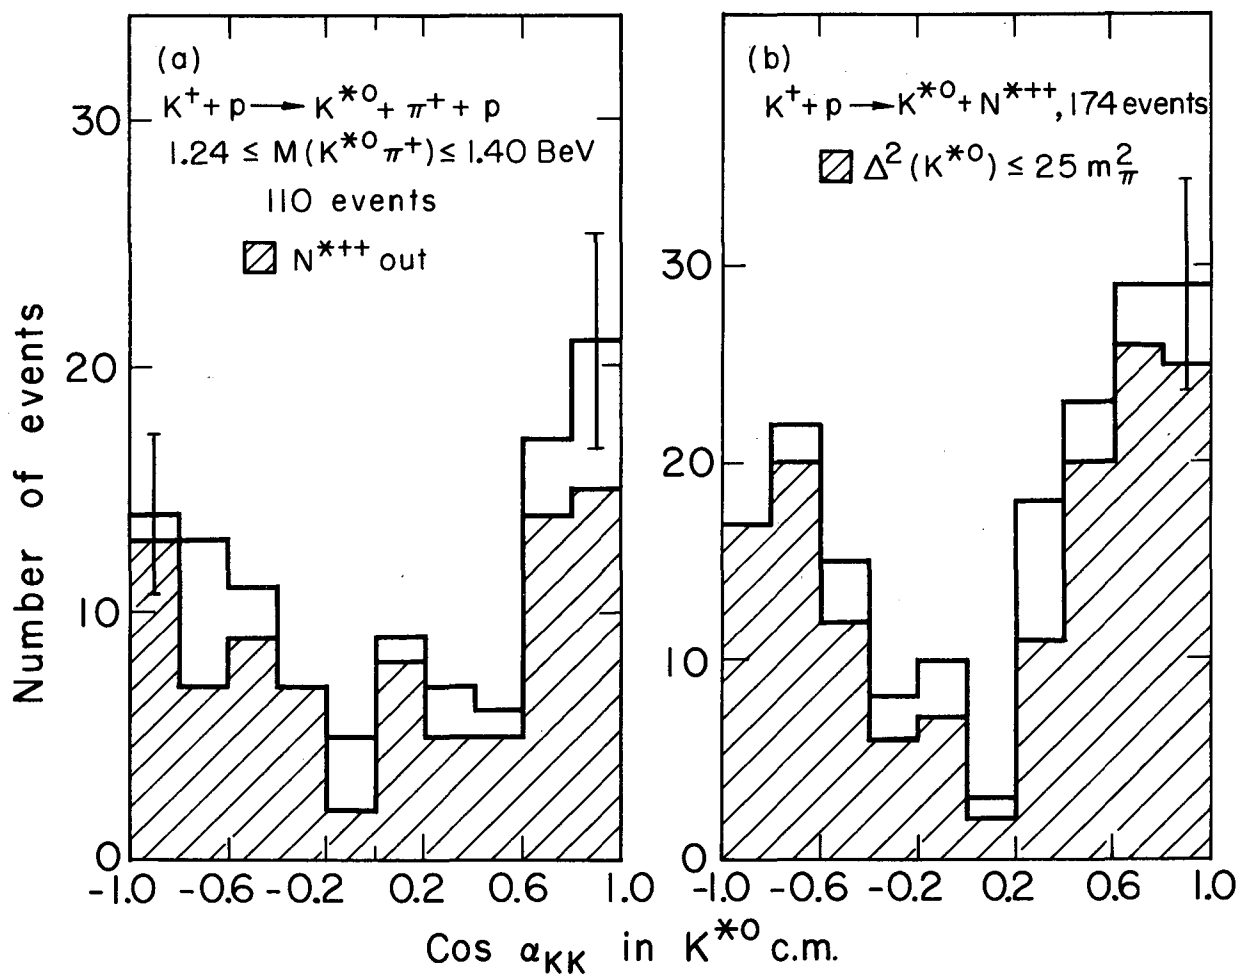 (a)
K⁺ + p → K*⁰ + π⁺ + p
1.24 ≤ M(K*⁰π⁺) ≤ 1.40 BeV
110 events
N*⁺⁺ out
30
20
10
0
-1.0 -0.6 -0.2 0.2 0.6 1.0
(b)
K⁺ + p → K*⁰ + N*⁺⁺, 174 events
Δ²(K*⁰) ≤ 25 m²π
30
20
10
0
-1.0 -0.6 -0.2 0.2 0.6 1.0
Number of events
Cos αKK in K*⁰ c.m.